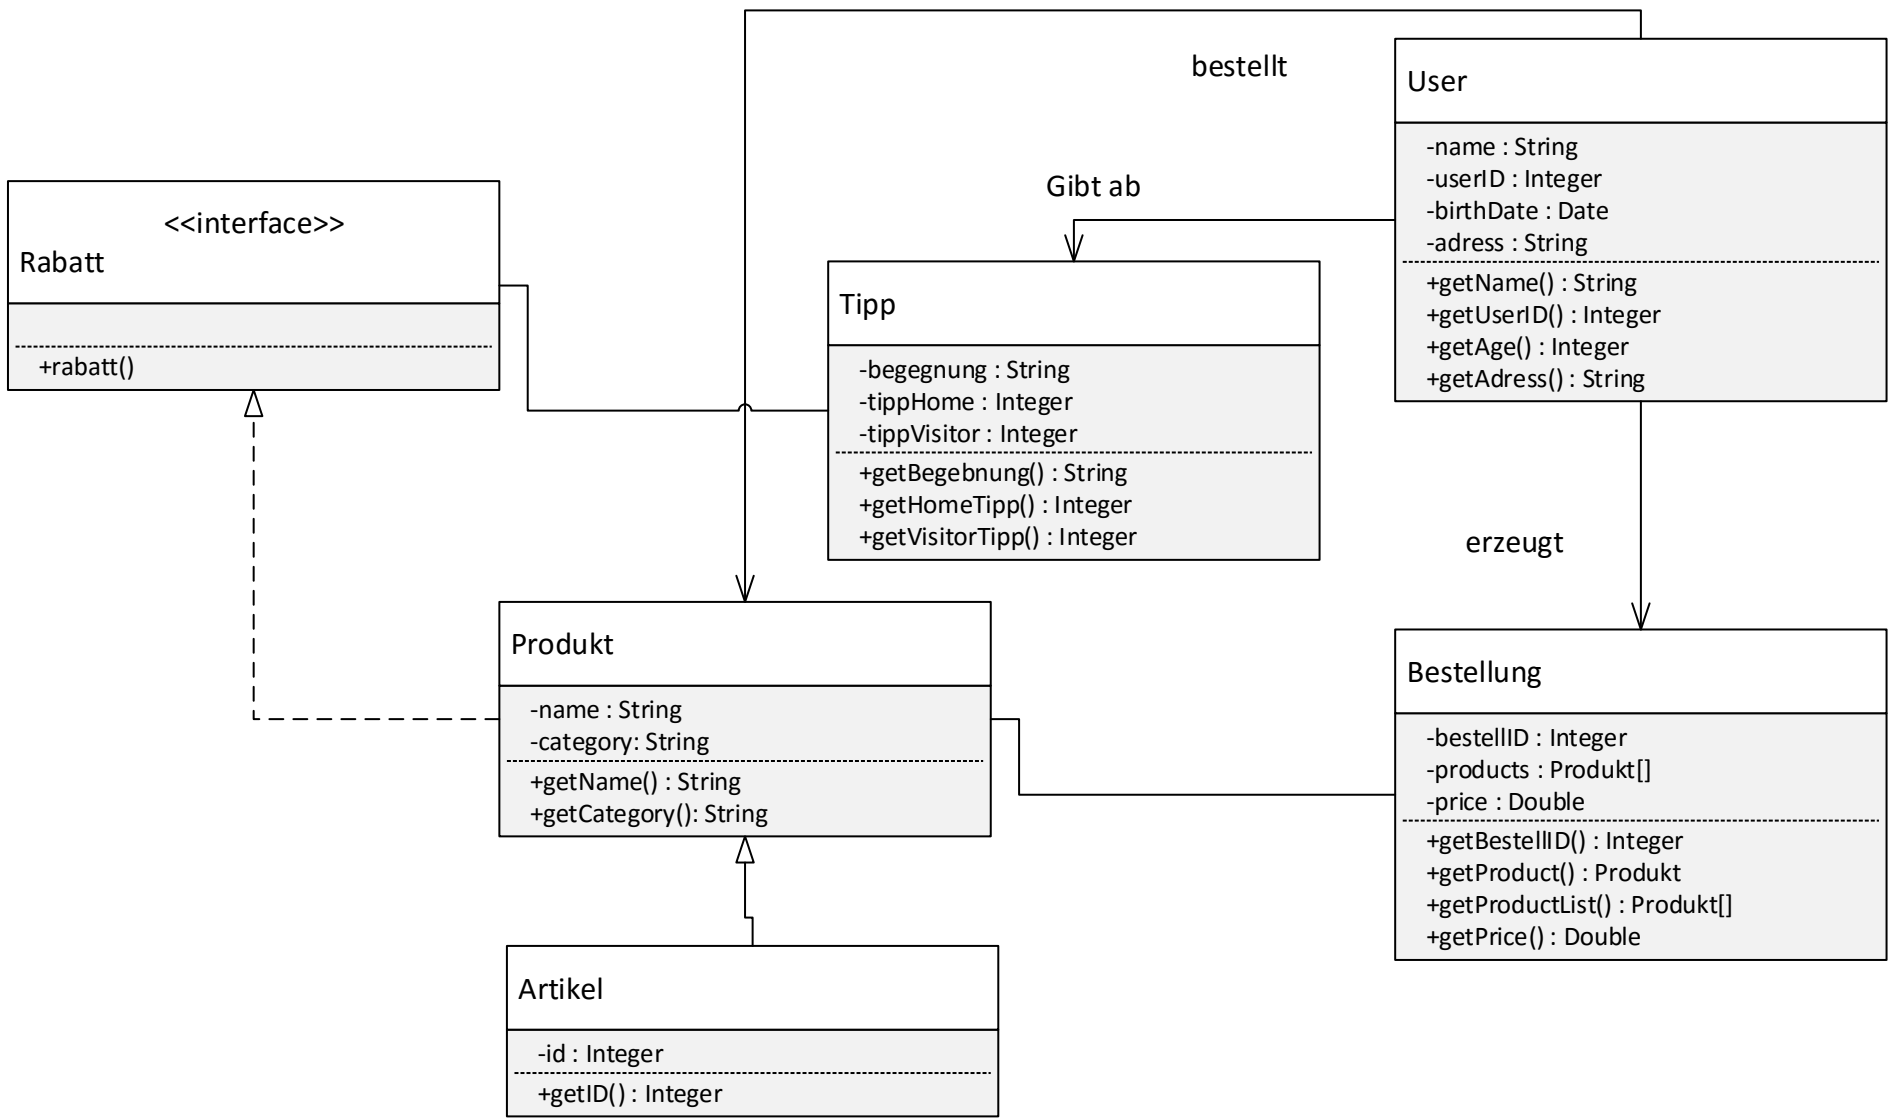 bestellt
User
-name : String
-userID : Integer
-birthDate : Date
-adress : String
+getName() : String
+getUserID() : Integer
+getAge() : Integer
+getAdress() : String
Gibt ab
<<interface>>
Rabatt
+rabatt()
Tipp
-begegnung : String
-tippHome : Integer
-tippVisitor : Integer
+getBegebnung() : String
+getHomeTipp() : Integer
+getVisitorTipp() : Integer
erzeugt
Produkt
-name : String
-category: String
+getName() : String
+getCategory(): String
Bestellung
-bestellID : Integer
-products : Produkt[]
-price : Double
+getBestellID() : Integer
+getProduct() : Produkt
+getProductList() : Produkt[]
+getPrice() : Double
Artikel
-id : Integer
+getID() : Integer